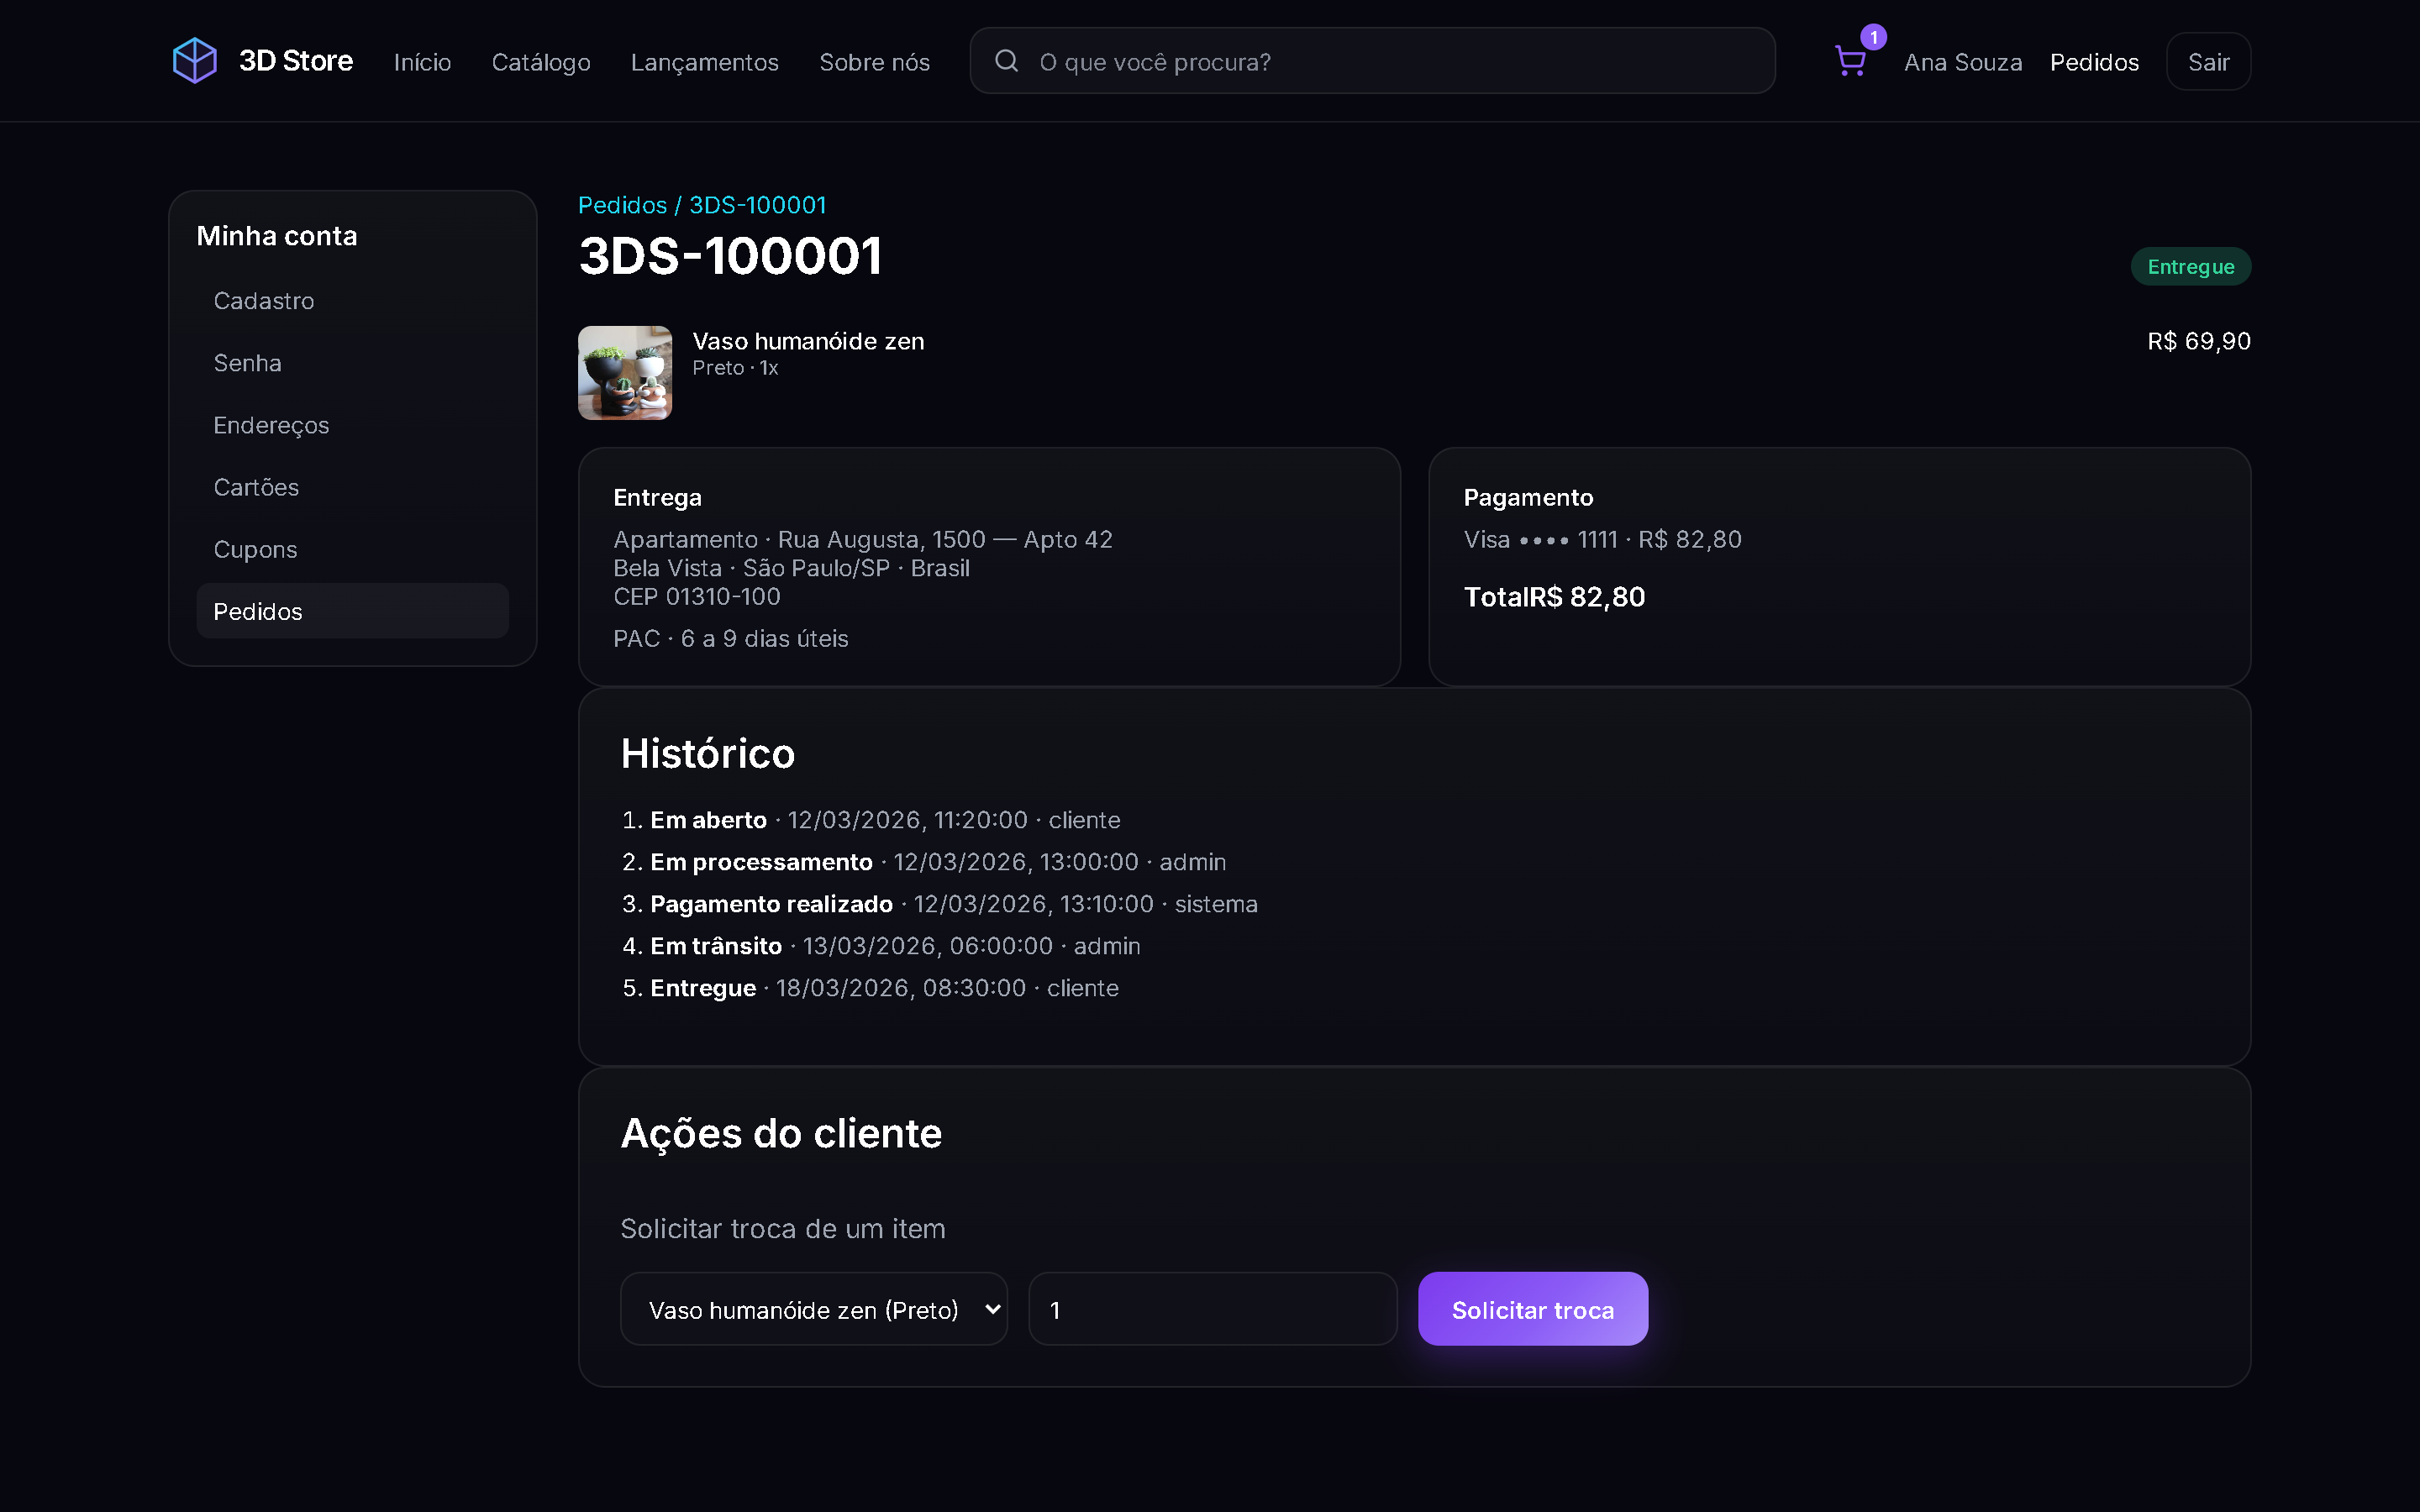 3D Store
Início
Catálogo
Lançamentos
Sobre nós
O que você procura?
1
Ana Souza
Pedidos
Sair
Minha conta
Cadastro
Senha
Endereços
Cartões
Cupons
Pedidos
Pedidos / 3DS-100001
3DS-100001
Entregue
Vaso humanóide zen
R$ 69,90
Preto · 1x
Entrega
Apartamento · Rua Augusta, 1500 — Apto 42
Bela Vista · São Paulo/SP · Brasil
CEP 01310-100
PAC · 6 a 9 dias úteis
Pagamento
Visa •••• 1111 · R$ 82,80
TotalR$ 82,80
Histórico
1. Em aberto · 12/03/2026, 11:20:00 · cliente
2. Em processamento · 12/03/2026, 13:00:00 · admin
3. Pagamento realizado · 12/03/2026, 13:10:00 · sistema
4. Em trânsito · 13/03/2026, 06:00:00 · admin
5. Entregue · 18/03/2026, 08:30:00 · cliente
Ações do cliente
Solicitar troca de um item
Vaso humanóide zen (Preto)
1
Solicitar troca